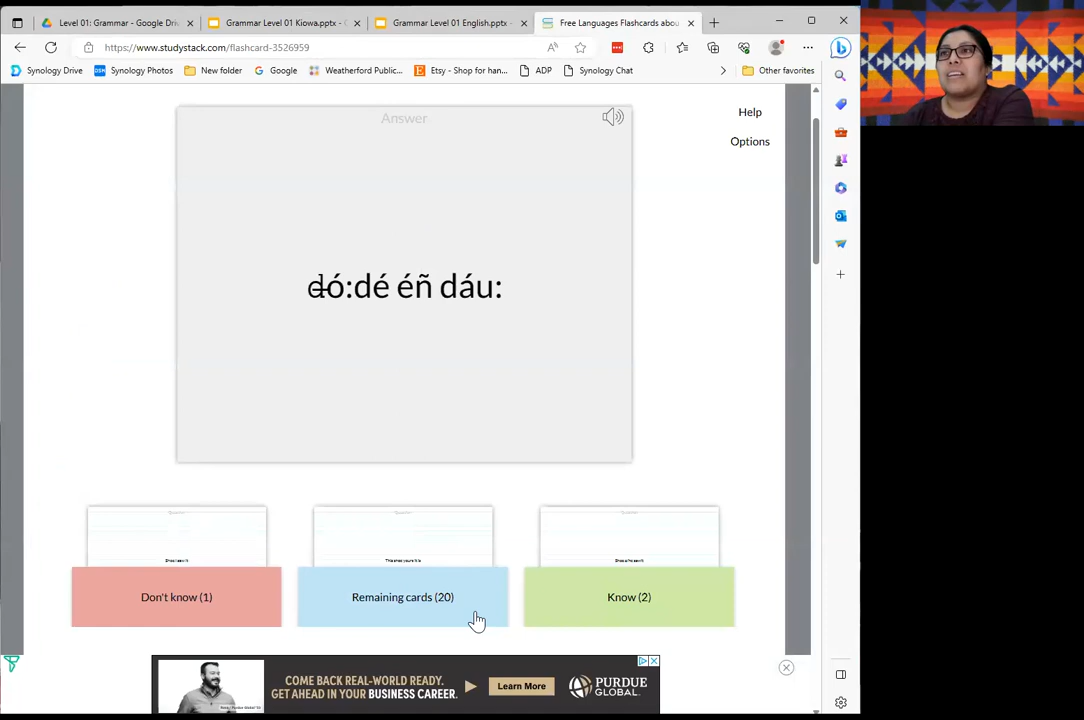 Level 01: Grammar - Google Dri
Grammar Level 01 Kiowa.pptx - G
Grammar Level 01 English.pptx -
Free Languages Flashcards abou
https://www.studystack.com/flashcard-3526959
Synology Drive
Synology Photos
New folder
Google
Weatherford Public...
Etsy - Shop for han...
ADP
Synology Chat
Other favorites
Answer
Help
Options
d̶ó:dé éñ dáu:
Don't know (1)
Remaining cards (20)
Know (2)
COME BACK REAL-WORLD READY.
GET AHEAD IN YOUR BUSINESS CAREER.
Learn More
PURDUE
GLOBAL